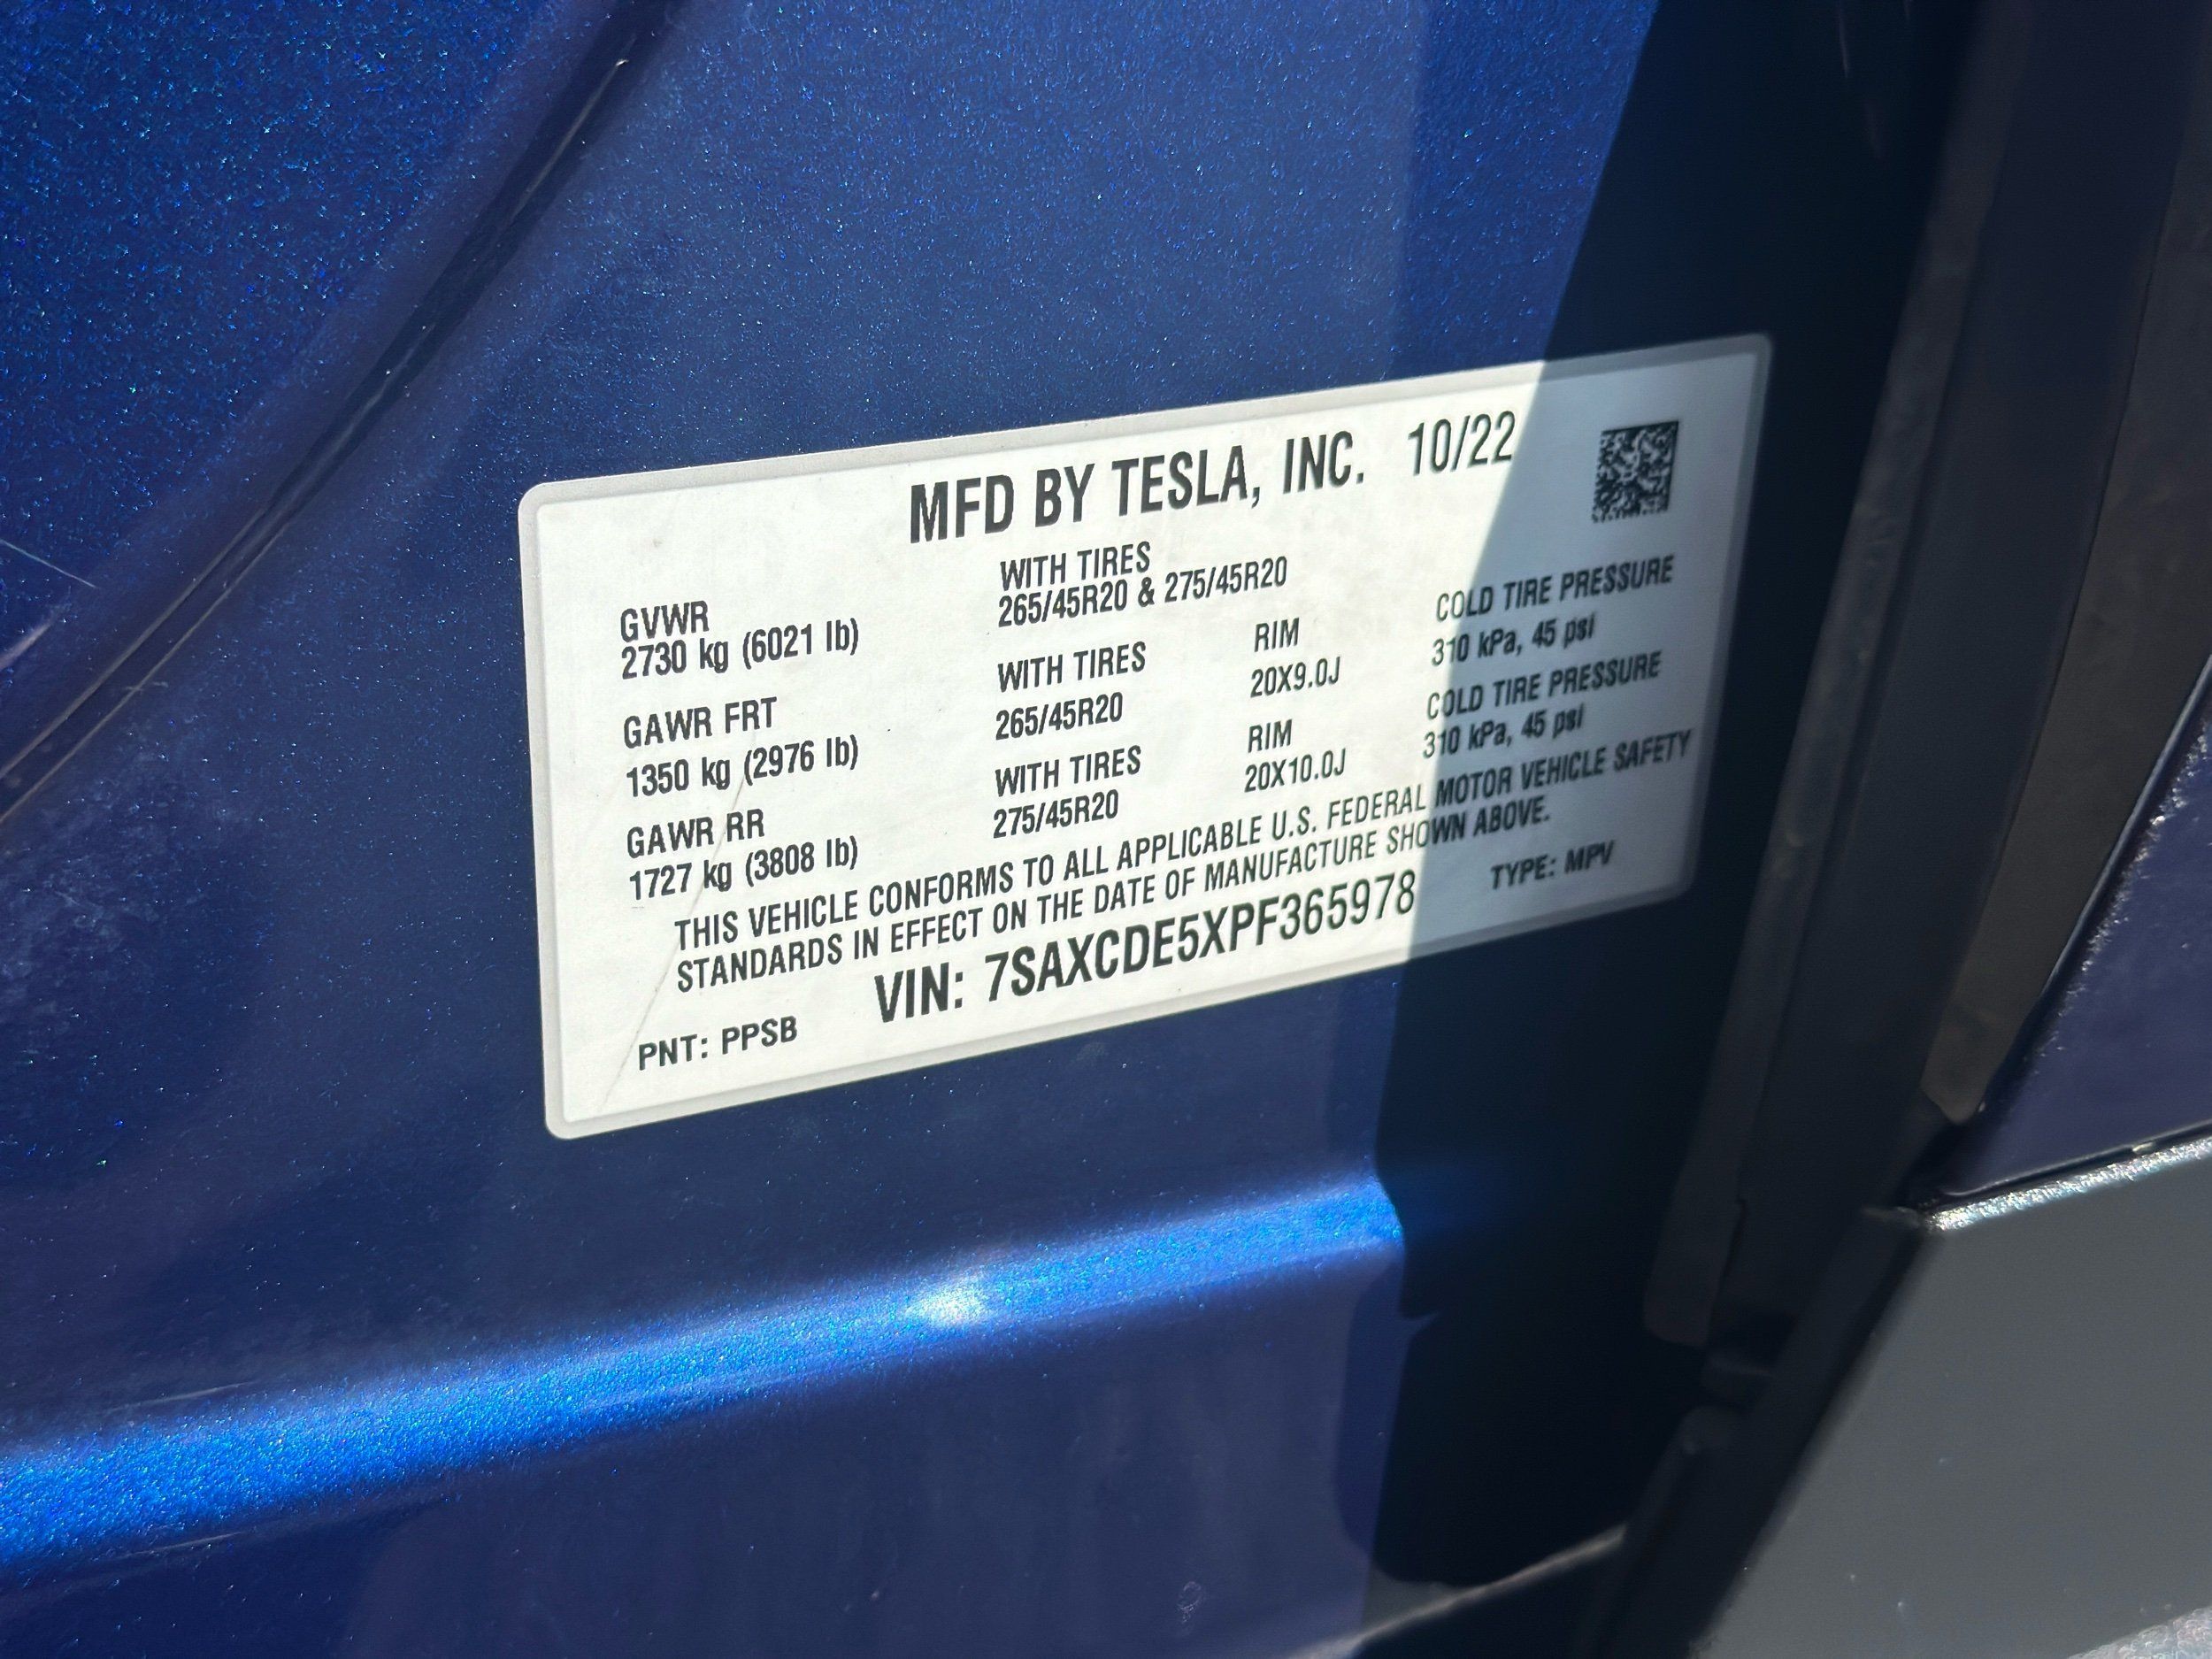 MFD BY TESLA, INC. 10/22
GVWR
2730 kg (6021 lb)
WITH TIRES
265/45R20 & 275/45R20
GAWR FRT
1350 kg (2976 lb)
WITH TIRES
265/45R20
RIM
20X9.0J
COLD TIRE PRESSURE
310 kPa, 45 psi
GAWR RR
1727 kg (3808 lb)
WITH TIRES
275/45R20
RIM
20X10.0J
COLD TIRE PRESSURE
310 kPa, 45 psi
THIS VEHICLE CONFORMS TO ALL APPLICABLE U.S. FEDERAL MOTOR VEHICLE SAFETY
STANDARDS IN EFFECT ON THE DATE OF MANUFACTURE SHOWN ABOVE.
PNT: PPSB
VIN: 7SAXCDE5XPF365978
TYPE: MPV